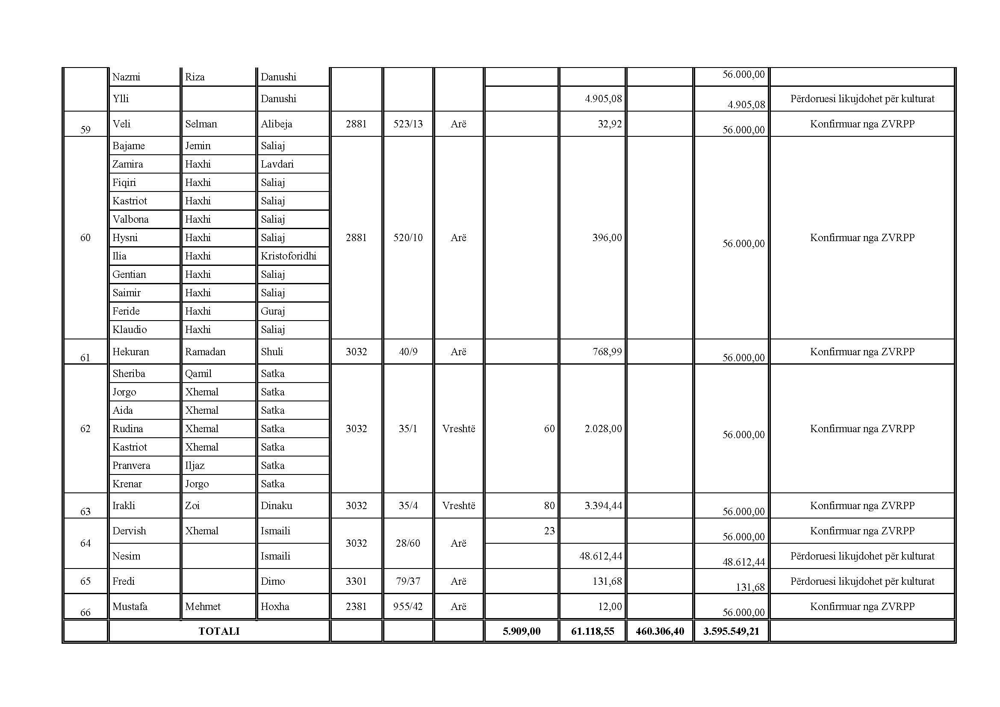 Nazmi Riza Danushi 56.000,00
Ylli Danushi 4.905,08 4.905,08 Përdoruesi likujdohet për kulturat
59 Veli Selman Alibeja 2881 523/13 Arë 32,92 56.000,00 Konfirmuar nga ZVRPP
Bajame Jemin Saliaj
Zamira Haxhi Lavdari
Fiqiri Haxhi Saliaj
Kastriot Haxhi Saliaj
Valbona Haxhi Saliaj
60 Hysni Haxhi Saliaj 2881 520/10 Arë 396,00 56.000,00 Konfirmuar nga ZVRPP
Ilia Haxhi Kristoforidhi
Gentian Haxhi Saliaj
Saimir Haxhi Saliaj
Feride Haxhi Guraj
Klaudio Haxhi Saliaj
61 Hekuran Ramadan Shuli 3032 40/9 Arë 768,99 56.000,00 Konfirmuar nga ZVRPP
Sheriba Qamil Satka
Jorgo Xhemal Satka
Aida Xhemal Satka
62 Rudina Xhemal Satka 3032 35/1 Vreshtë 60 2.028,00 56.000,00 Konfirmuar nga ZVRPP
Kastriot Xhemal Satka
Pranvera Iljaz Satka
Krenar Jorgo Satka
63 Irakli Zoi Dinaku 3032 35/4 Vreshtë 80 3.394,44 56.000,00 Konfirmuar nga ZVRPP
Dervish Xhemal Ismaili 23 56.000,00 Konfirmuar nga ZVRPP
64 3032 28/60 Arë
Nesim Ismaili 48.612,44 48.612,44 Përdoruesi likujdohet për kulturat
65 Fredi Dimo 3301 79/37 Arë 131,68 131,68 Përdoruesi likujdohet për kulturat
66 Mustafa Mehmet Hoxha 2381 955/42 Arë 12,00 56.000,00 Konfirmuar nga ZVRPP
TOTALI 5.909,00 61.118,55 460.306,40 3.595.549,21